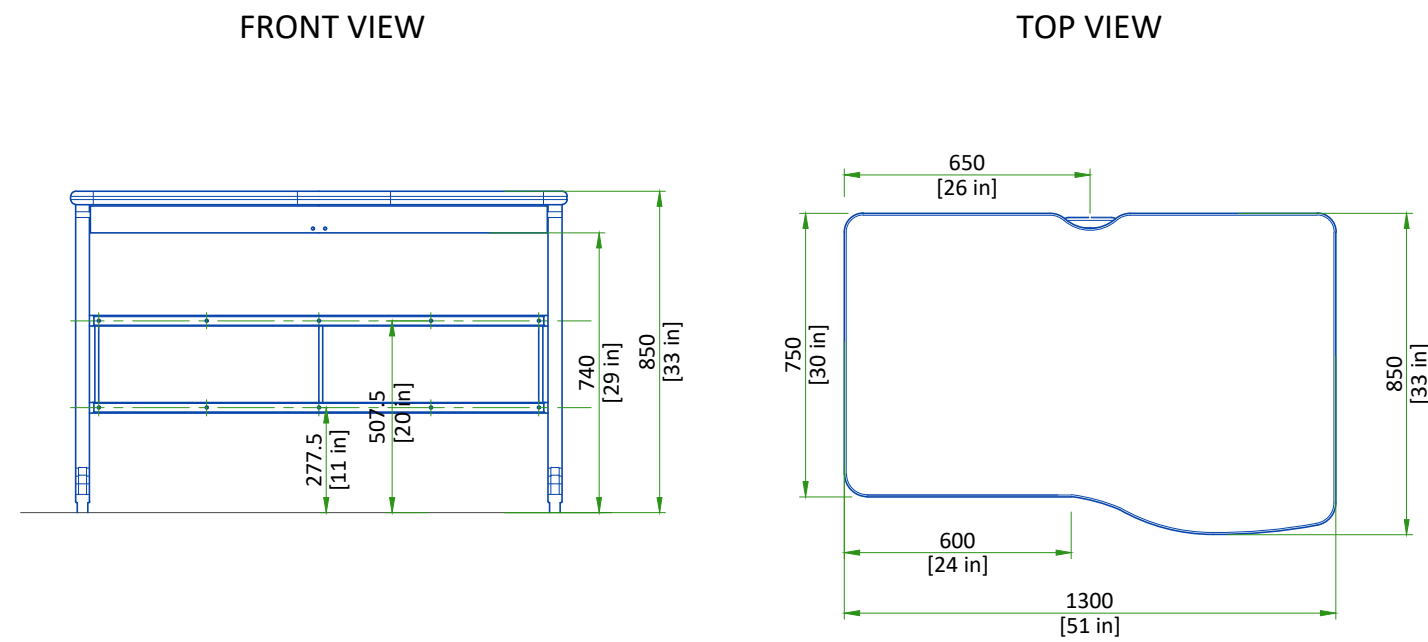 FRONT VIEW
TOP VIEW
277.5
[11 in]
507.5
[20 in]
740
[29 in]
850
[33 in]
650
[26 in]
750
[30 in]
850
[33 in]
600
[24 in]
1300
[51 in]